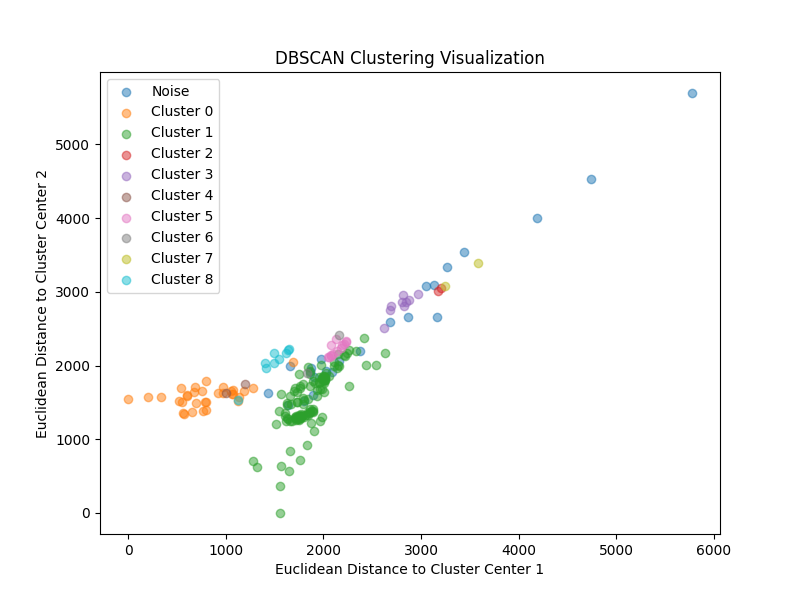 DBSCAN Clustering Visualization
Noise
Cluster 0
Cluster 1
Cluster 2
Cluster 3
Cluster 4
Cluster 5
Cluster 6
Cluster 7
Cluster 8
Euclidean Distance to Cluster Center 2
5000
4000
3000
2000
1000
0
0 1000 2000 3000 4000 5000 6000
Euclidean Distance to Cluster Center 1